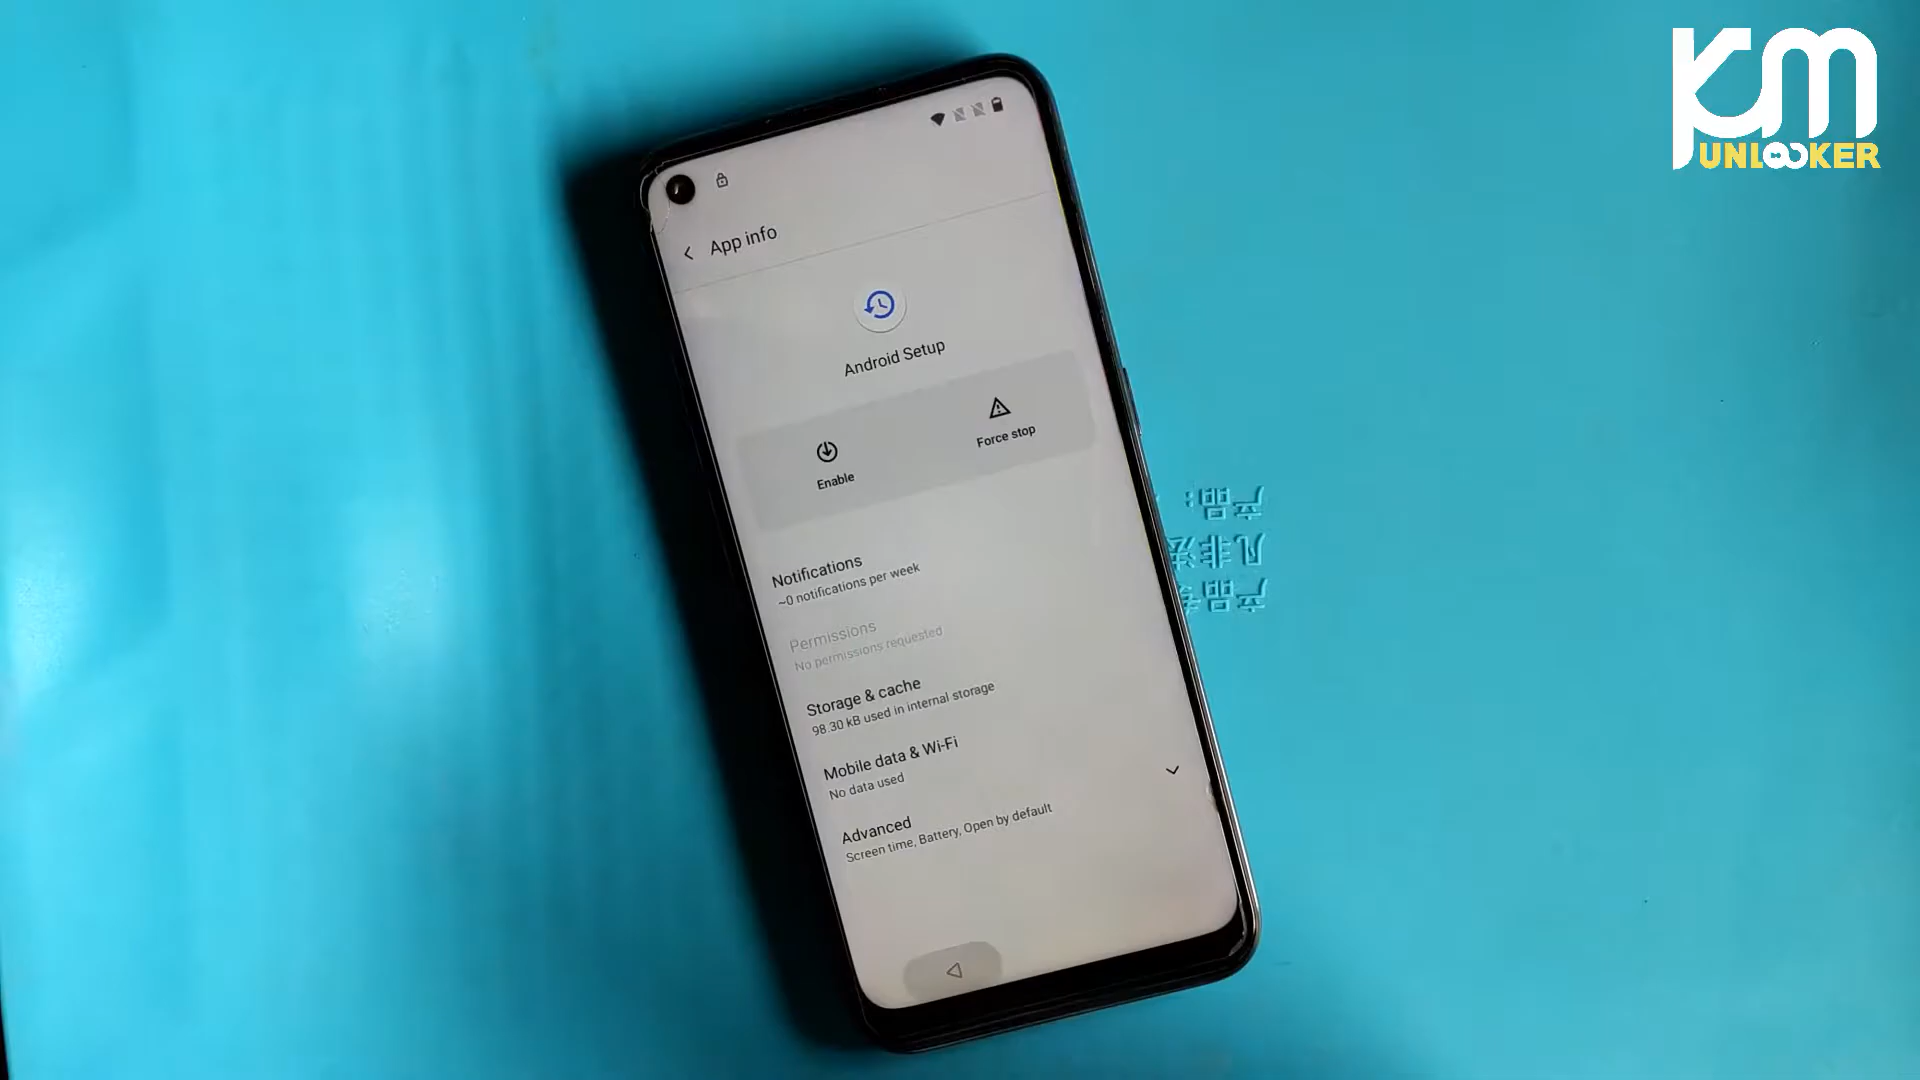 KM
UNLOCKER
App info
Android Setup
Enable
Force stop
Notifications
~0 notifications per week
Permissions
No permissions requested
Storage & cache
98.30 kB used in internal storage
Mobile data & Wi-Fi
No data used
Advanced
Screen time, Battery, Open by default